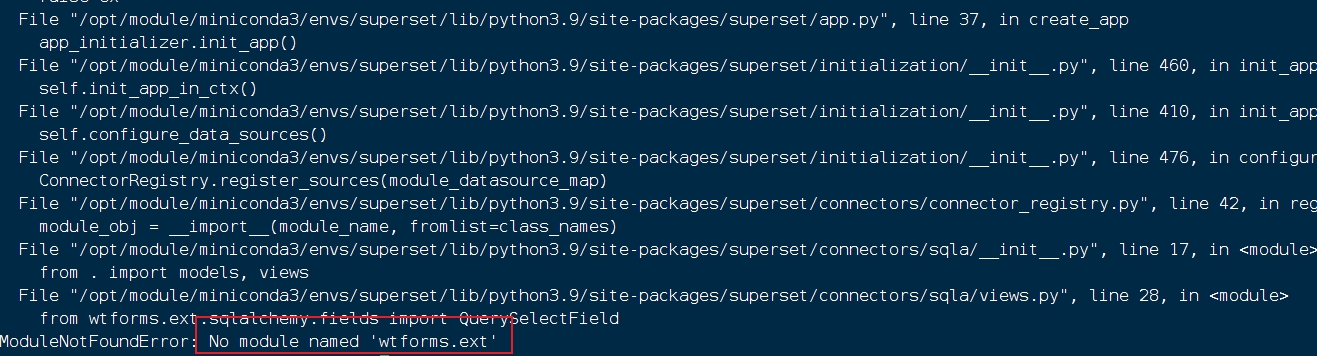 File "/opt/module/miniconda3/envs/superset/lib/python3.9/site-packages/superset/app.py", line 37, in create_app
app_initializer.init_app()
File "/opt/module/miniconda3/envs/superset/lib/python3.9/site-packages/superset/initialization/__init__.py", line 460, in init_app
self.init_app_in_ctx()
File "/opt/module/miniconda3/envs/superset/lib/python3.9/site-packages/superset/initialization/__init__.py", line 410, in init_app
self.configure_data_sources()
File "/opt/module/miniconda3/envs/superset/lib/python3.9/site-packages/superset/initialization/__init__.py", line 476, in configur
ConnectorRegistry.register_sources(module_datasource_map)
File "/opt/module/miniconda3/envs/superset/lib/python3.9/site-packages/superset/connectors/connector_registry.py", line 42, in reg
module_obj = __import__(module_name, fromlist=class_names)
File "/opt/module/miniconda3/envs/superset/lib/python3.9/site-packages/superset/connectors/sqla/__init__.py", line 17, in <module>
from . import models, views
File "/opt/module/miniconda3/envs/superset/lib/python3.9/site-packages/superset/connectors/sqla/views.py", line 28, in <module>
from wtforms.ext.sqlalchemy.fields import QuerySelectField
ModuleNotFoundError: No module named 'wtforms.ext'